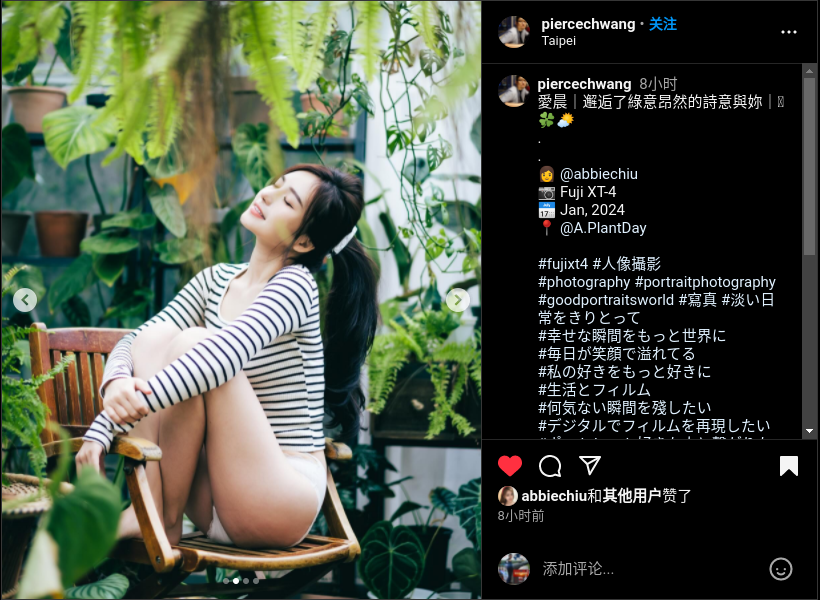 piercechwang • 关注
Taipei
piercechwang 8小时
愛晨｜邂逅了綠意昂然的詩意與妳｜
.
.
@abbiechiu
Fuji XT-4
Jan, 2024
@A.PlantDay
#fujixt4 #人像攝影
#photography #portraitphotography
#goodportraitsworld #寫真 #淡い日
常をきりとって
#幸せな瞬間をもっと世界に
#毎日が笑顔で溢れてる
#私の好きをもっと好きに
#生活とフィルム
#何気ない瞬間を残したい
#デジタルでフィルムを再現したい
abbiechiu和其他用户赞了
8小时前
添加评论...